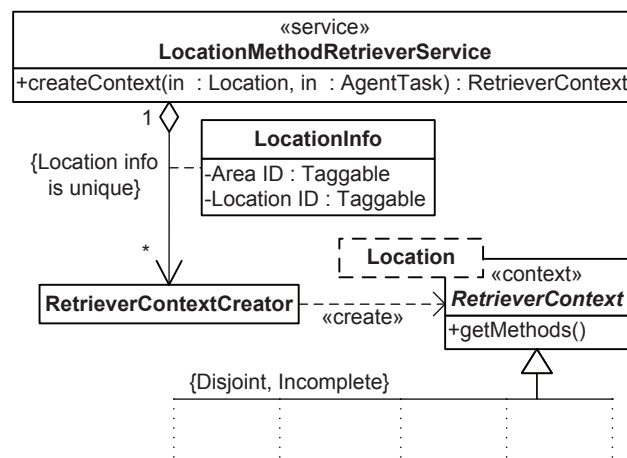 «service»
LocationMethodRetrieverService
+createContext(in : Location, in : AgentTask) : RetrieverContext
1
LocationInfo
{Location info
is unique}
-Area ID : Taggable
-Location ID : Taggable
*
Location
«context»
RetrieverContextCreator
RetrieverContext
«create»
+getMethods()
{Disjoint, Incomplete}